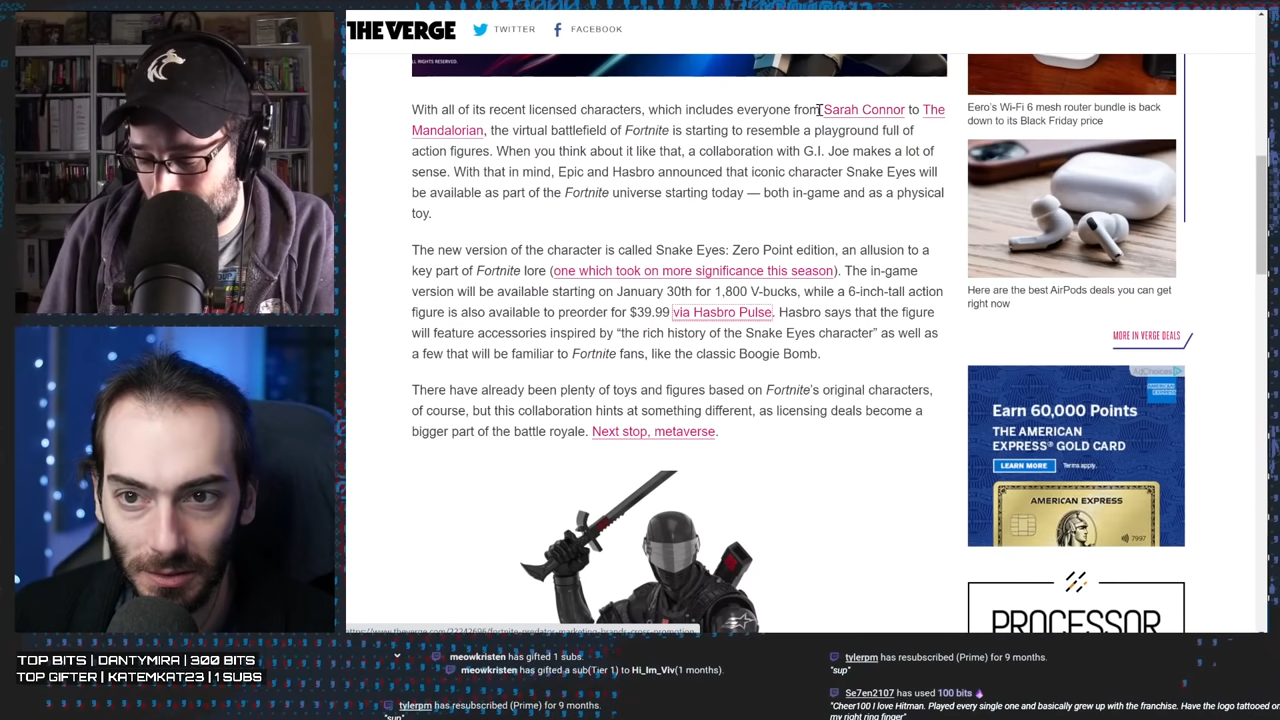 THE VERGE
TWITTER
FACEBOOK
ALL RIGHTS RESERVED.
With all of its recent licensed characters, which includes everyone from Sarah Connor to The
Mandalorian, the virtual battlefield of Fortnite is starting to resemble a playground full of
action figures. When you think about it like that, a collaboration with G.I. Joe makes a lot of
sense. With that in mind, Epic and Hasbro announced that iconic character Snake Eyes will
be available as part of the Fortnite universe starting today — both in-game and as a physical
toy.
The new version of the character is called Snake Eyes: Zero Point edition, an allusion to a
key part of Fortnite lore (one which took on more significance this season). The in-game
version will be available starting on January 30th for 1,800 V-bucks, while a 6-inch-tall action
figure is also available to preorder for $39.99 via Hasbro Pulse. Hasbro says that the figure
will feature accessories inspired by “the rich history of the Snake Eyes character” as well as
a few that will be familiar to Fortnite fans, like the classic Boogie Bomb.
There have already been plenty of toys and figures based on Fortnite’s original characters,
of course, but this collaboration hints at something different, as licensing deals become a
bigger part of the battle royale. Next stop, metaverse.
Eero’s Wi-Fi 6 mesh router bundle is back
down to its Black Friday price
Here are the best AirPods deals you can get
right now
MORE IN VERGE DEALS
AdChoices
AMERICAN
EXPRESS
Earn 60,000 Points
THE AMERICAN
EXPRESS® GOLD CARD
LEARN MORE
Terms apply.
AMERICAN EXPRESS
7997
PROCESSOR
TOP BITS | DANTYMIRA | 300 BITS
TOP GIFTER | KATEMKAT23 | 1 SUBS
meowkristen has gifted 1 subs.
meowkristen has gifted a sub(Tier 1) to Hi_Im_Viv(1 months).
tylerpm has resubscribed (Prime) for 9 months.
"sup"
tylerpm has resubscribed (Prime) for 9 months.
"sup"
Se7en2107 has used 100 bits
"Cheer100 I love Hitman. Played every single one and basically grew up with the franchise. Have the logo tattooed o
my right ring finger"